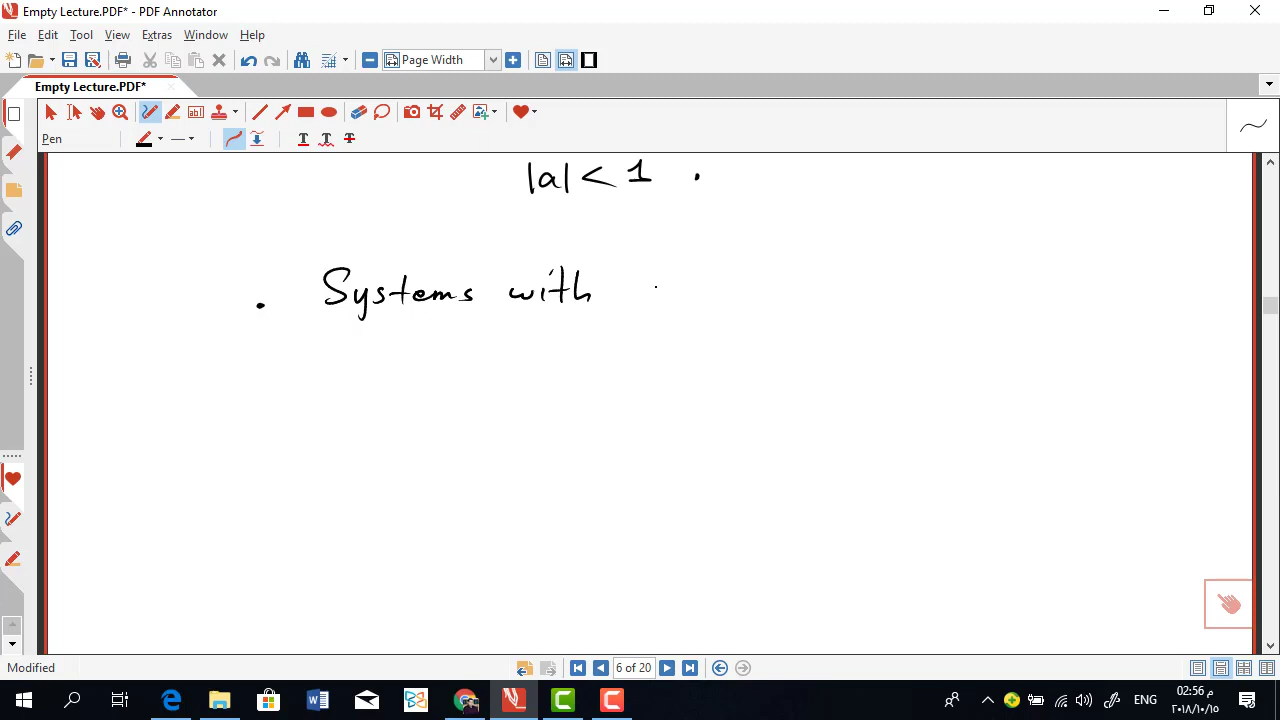 Empty Lecture.PDF* - PDF Annotator
File Edit Tool View Extras Window Help
Page Width
Empty Lecture.PDF*
Pen
|a| < 1 .
. Systems with
Modified
6 of 20
ENG
02:56 م
٢٠١٨/١٠/١٥